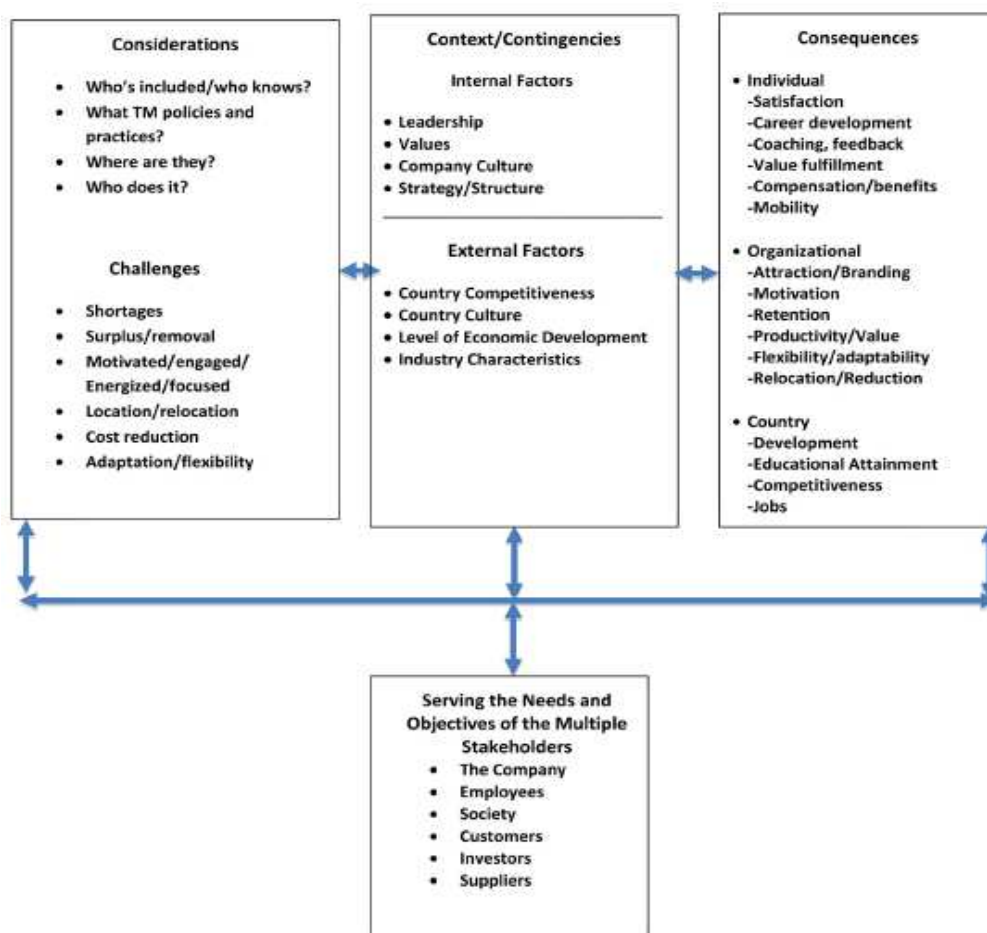 Considerations
• Who's included/who knows?
• What TM policies and
practices?
• Where are they?
• Who does it?
Challenges
• Shortages
• Surplus/removal
• Motivated/engaged/
Energized/focused
• Location/relocation
• Cost reduction
• Adaptation/flexibility
Context/Contingencies
Internal Factors
• Leadership
• Values
• Company Culture
• Strategy/Structure
External Factors
• Country Competitiveness
• Country Culture
• Level of Economic Development
• Industry Characteristics
Consequences
• Individual
-Satisfaction
-Career development
-Coaching, feedback
-Value fulfillment
-Compensation/benefits
-Mobility
• Organizational
-Attraction/Branding
-Motivation
-Retention
-Productivity/Value
-Flexibility/adaptability
-Relocation/Reduction
• Country
-Development
-Educational Attainment
-Competitiveness
-Jobs
Serving the Needs and
Objectives of the Multiple
Stakeholders
• The Company
• Employees
• Society
• Customers
• Investors
• Suppliers